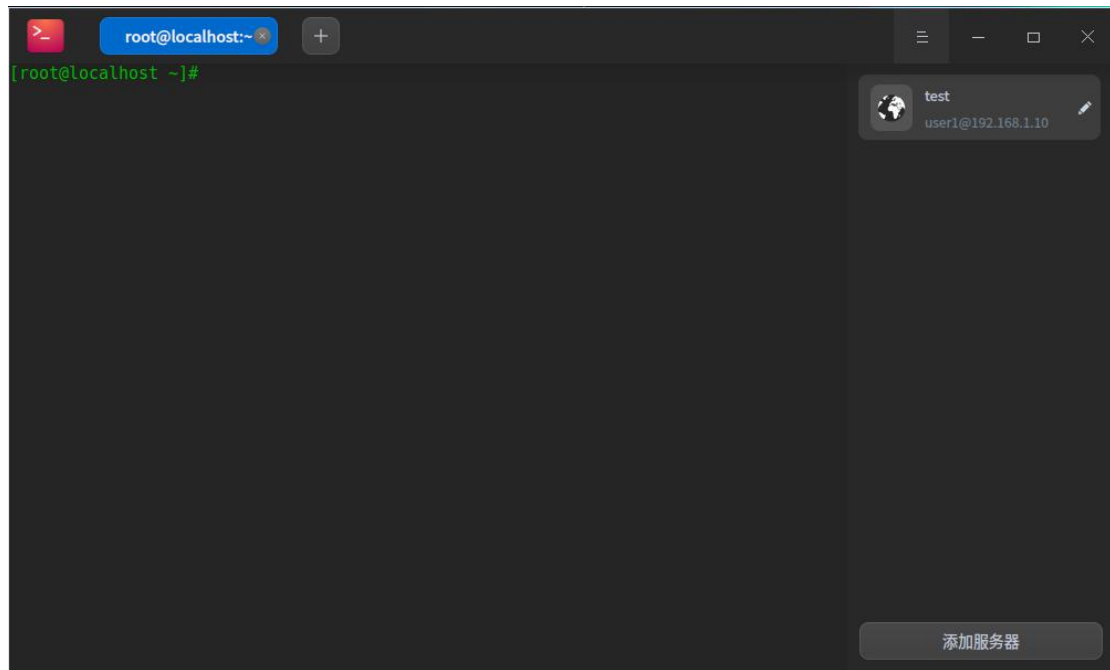 root@localhost:~
[root@localhost ~]#
test
user1@192.168.1.10
添加服务器